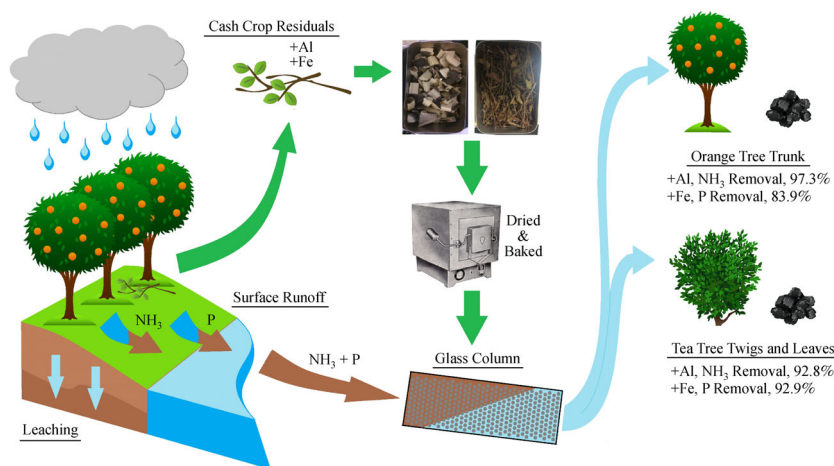 Cash Crop Residuals
+Al
+Fe
Dried
&
Baked
Surface Runoff
NH₃
P
NH₃ + P
Leaching
Glass Column
Orange Tree Trunk
+Al, NH₃ Removal, 97.3%
+Fe, P Removal, 83.9%
Tea Tree Twigs and Leaves
+Al, NH₃ Removal, 92.8%
+Fe, P Removal, 92.9%